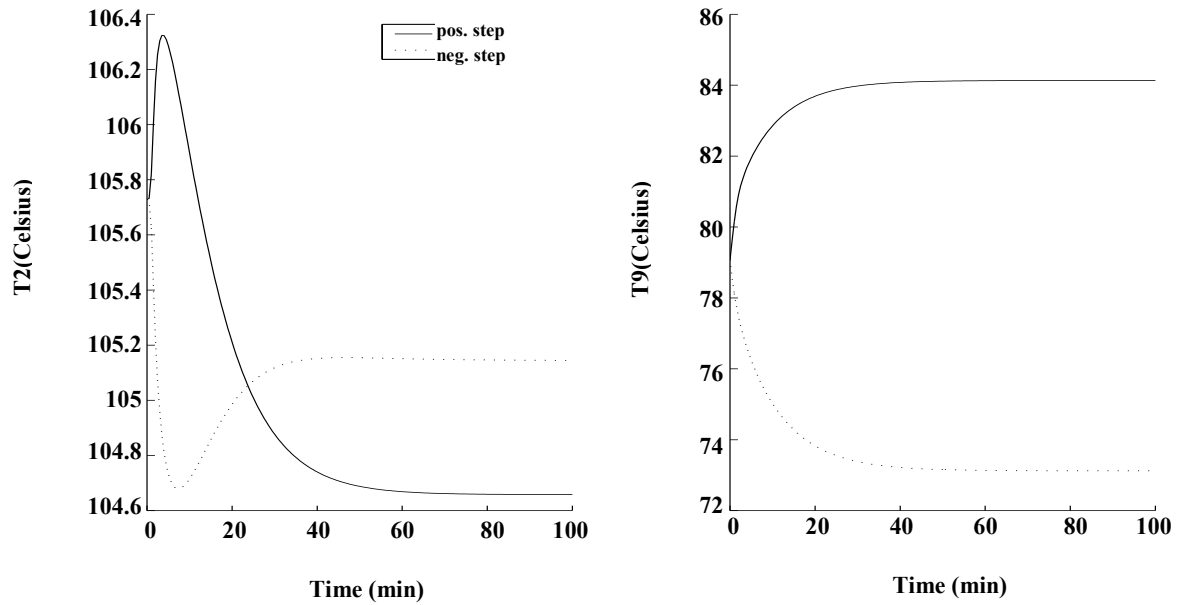 106.4
106.2
106
105.8
105.6
105.4
105.2
105
104.8
104.6
T2(Celsius)
0 20 40 60 80 100
Time (min)
pos. step
neg. step
86
84
82
80
78
76
74
72
T9(Celsius)
0 20 40 60 80 100
Time (min)